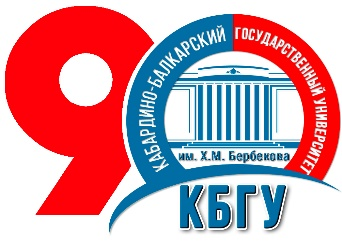 90
КАБАРДИНО-БАЛКАРСКИЙ ГОСУДАРСТВЕННЫЙ УНИВЕРСИТЕТ
им. Х.М. Бербекова
КБГУ